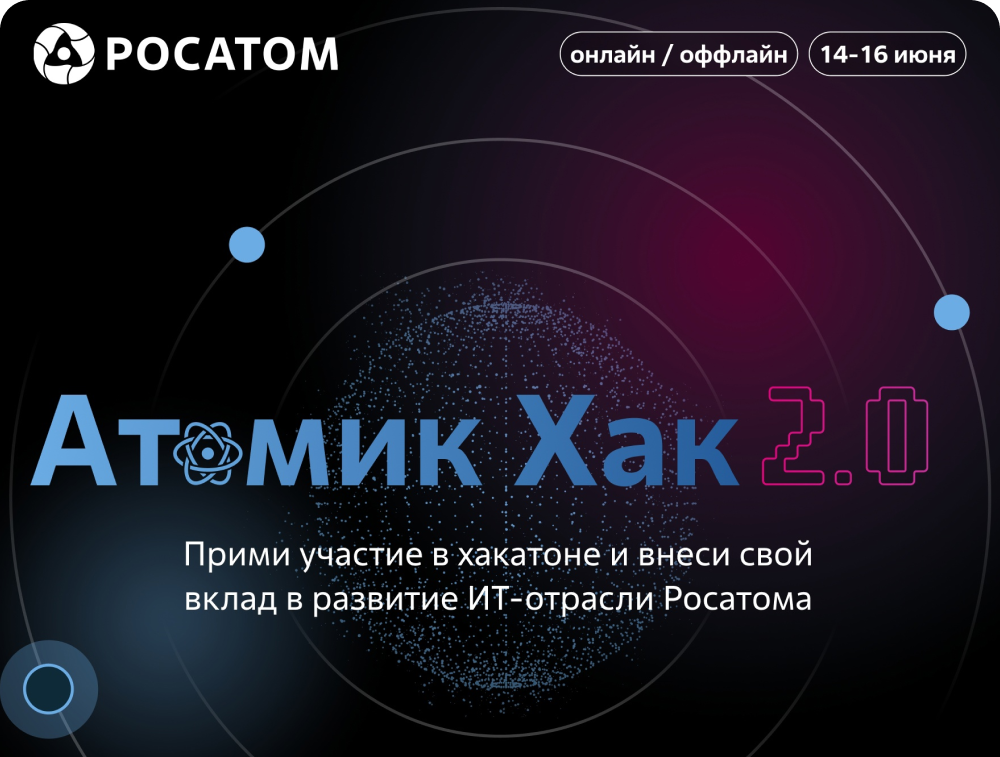 РОСАТОМ
онлайн / оффлайн
14-16 июня
Атомик Хак 2.0
Прими участие в хакатоне и внеси свой
вклад в развитие ИТ-отрасли Росатома